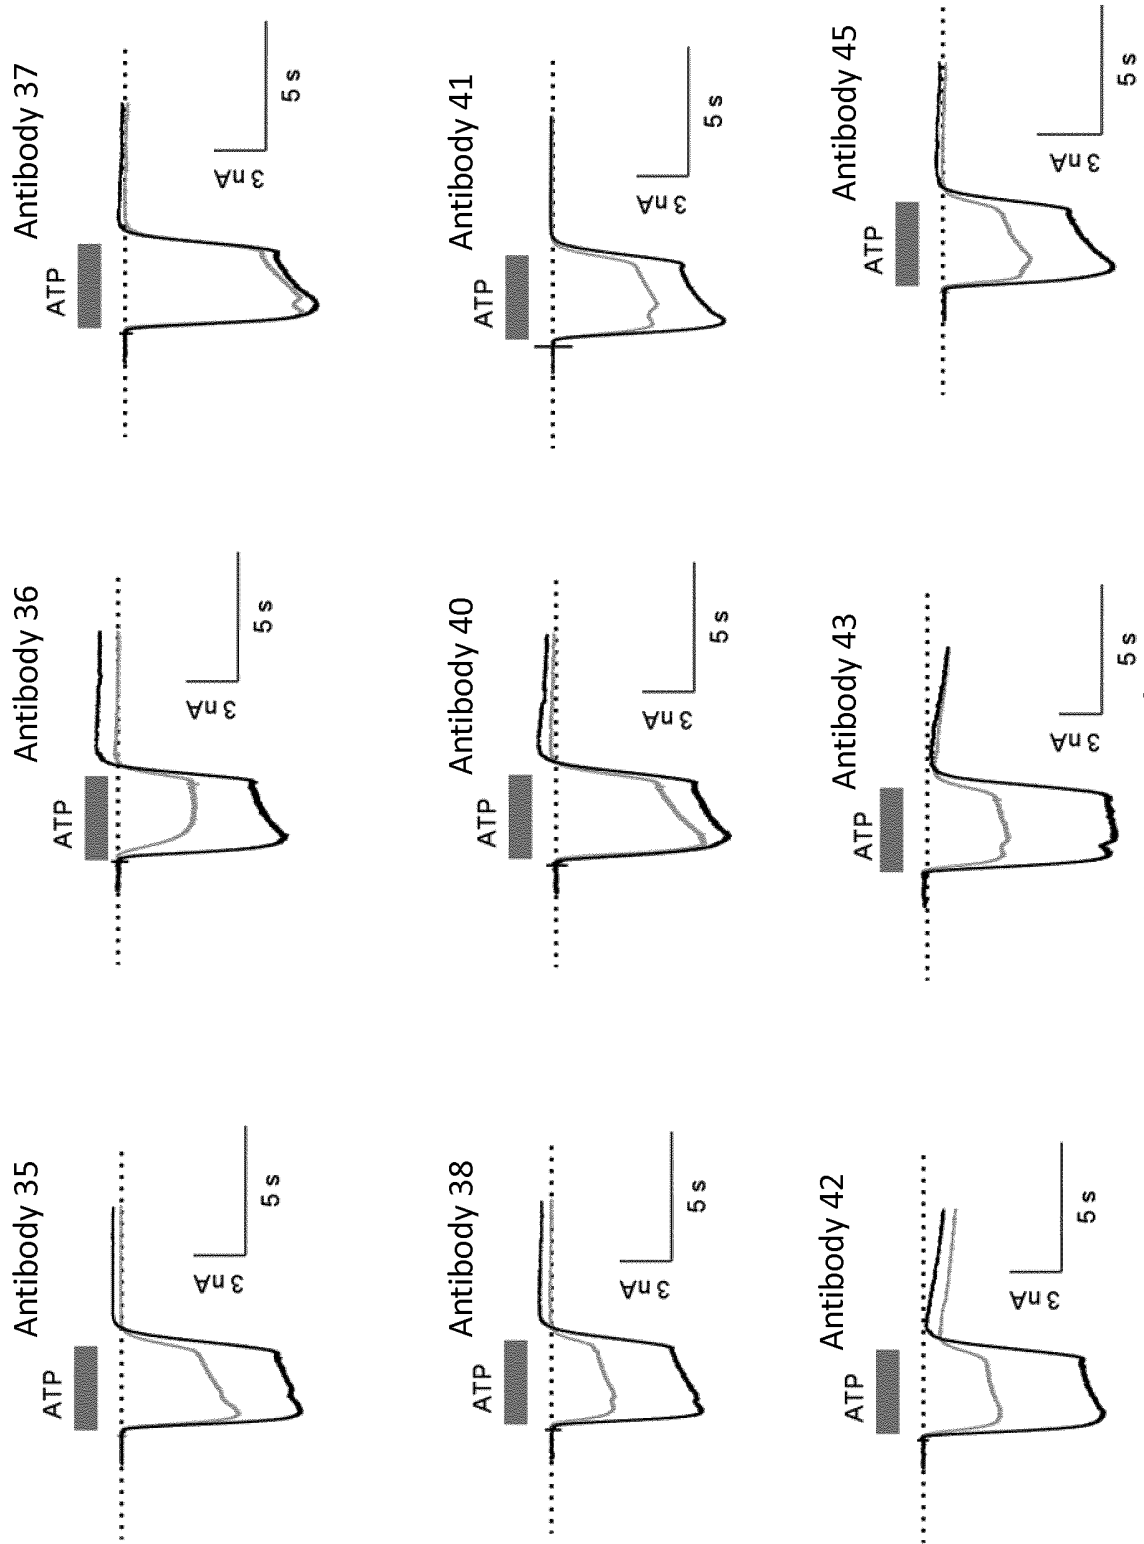 Antibody 35
ATP
3 nA
5 s
Antibody 36
ATP
3 nA
5 s
Antibody 37
ATP
3 nA
5 s
Antibody 38
ATP
3 nA
5 s
Antibody 40
ATP
3 nA
5 s
Antibody 41
ATP
3 nA
5 s
Antibody 42
ATP
3 nA
5 s
Antibody 43
ATP
3 nA
5 s
Antibody 45
ATP
3 nA
5 s